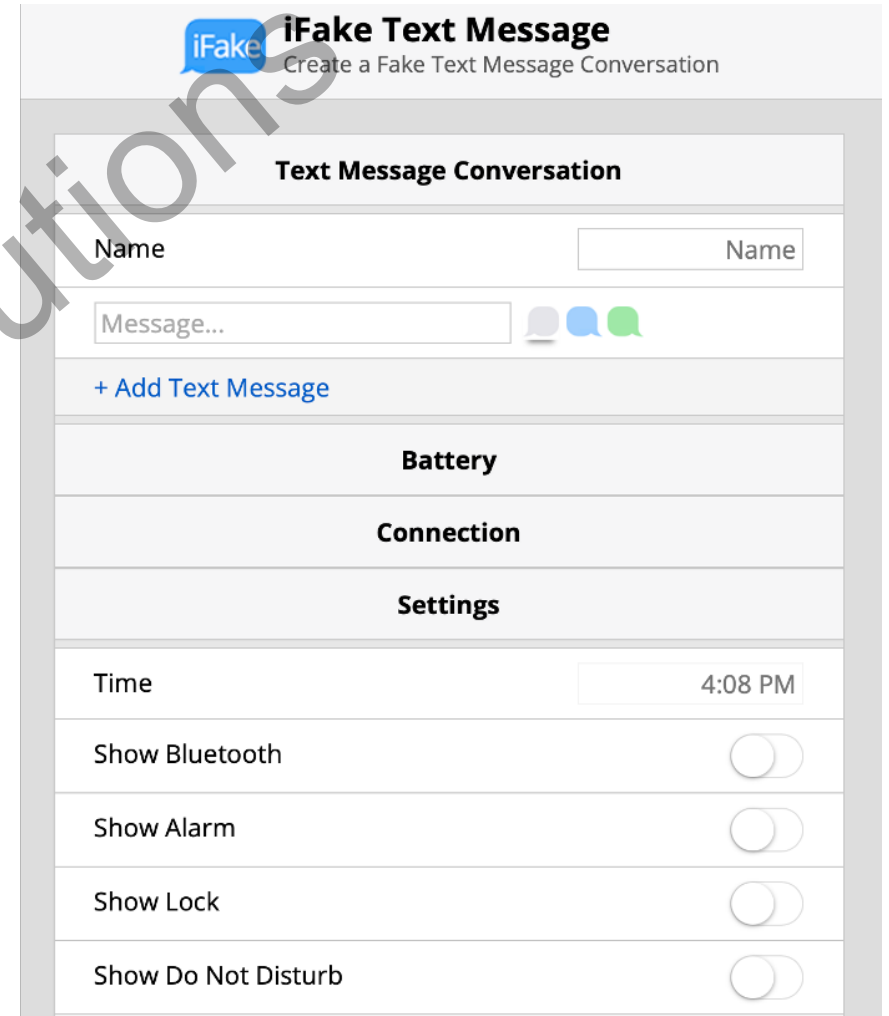 iFake
iFake Text Message
Create a Fake Text Message Conversation
utions
Text Message Conversation
Name
Name
Message...
+ Add Text Message
Battery
Connection
Settings
Time
4:08 PM
Show Bluetooth
Show Alarm
Show Lock
Show Do Not Disturb